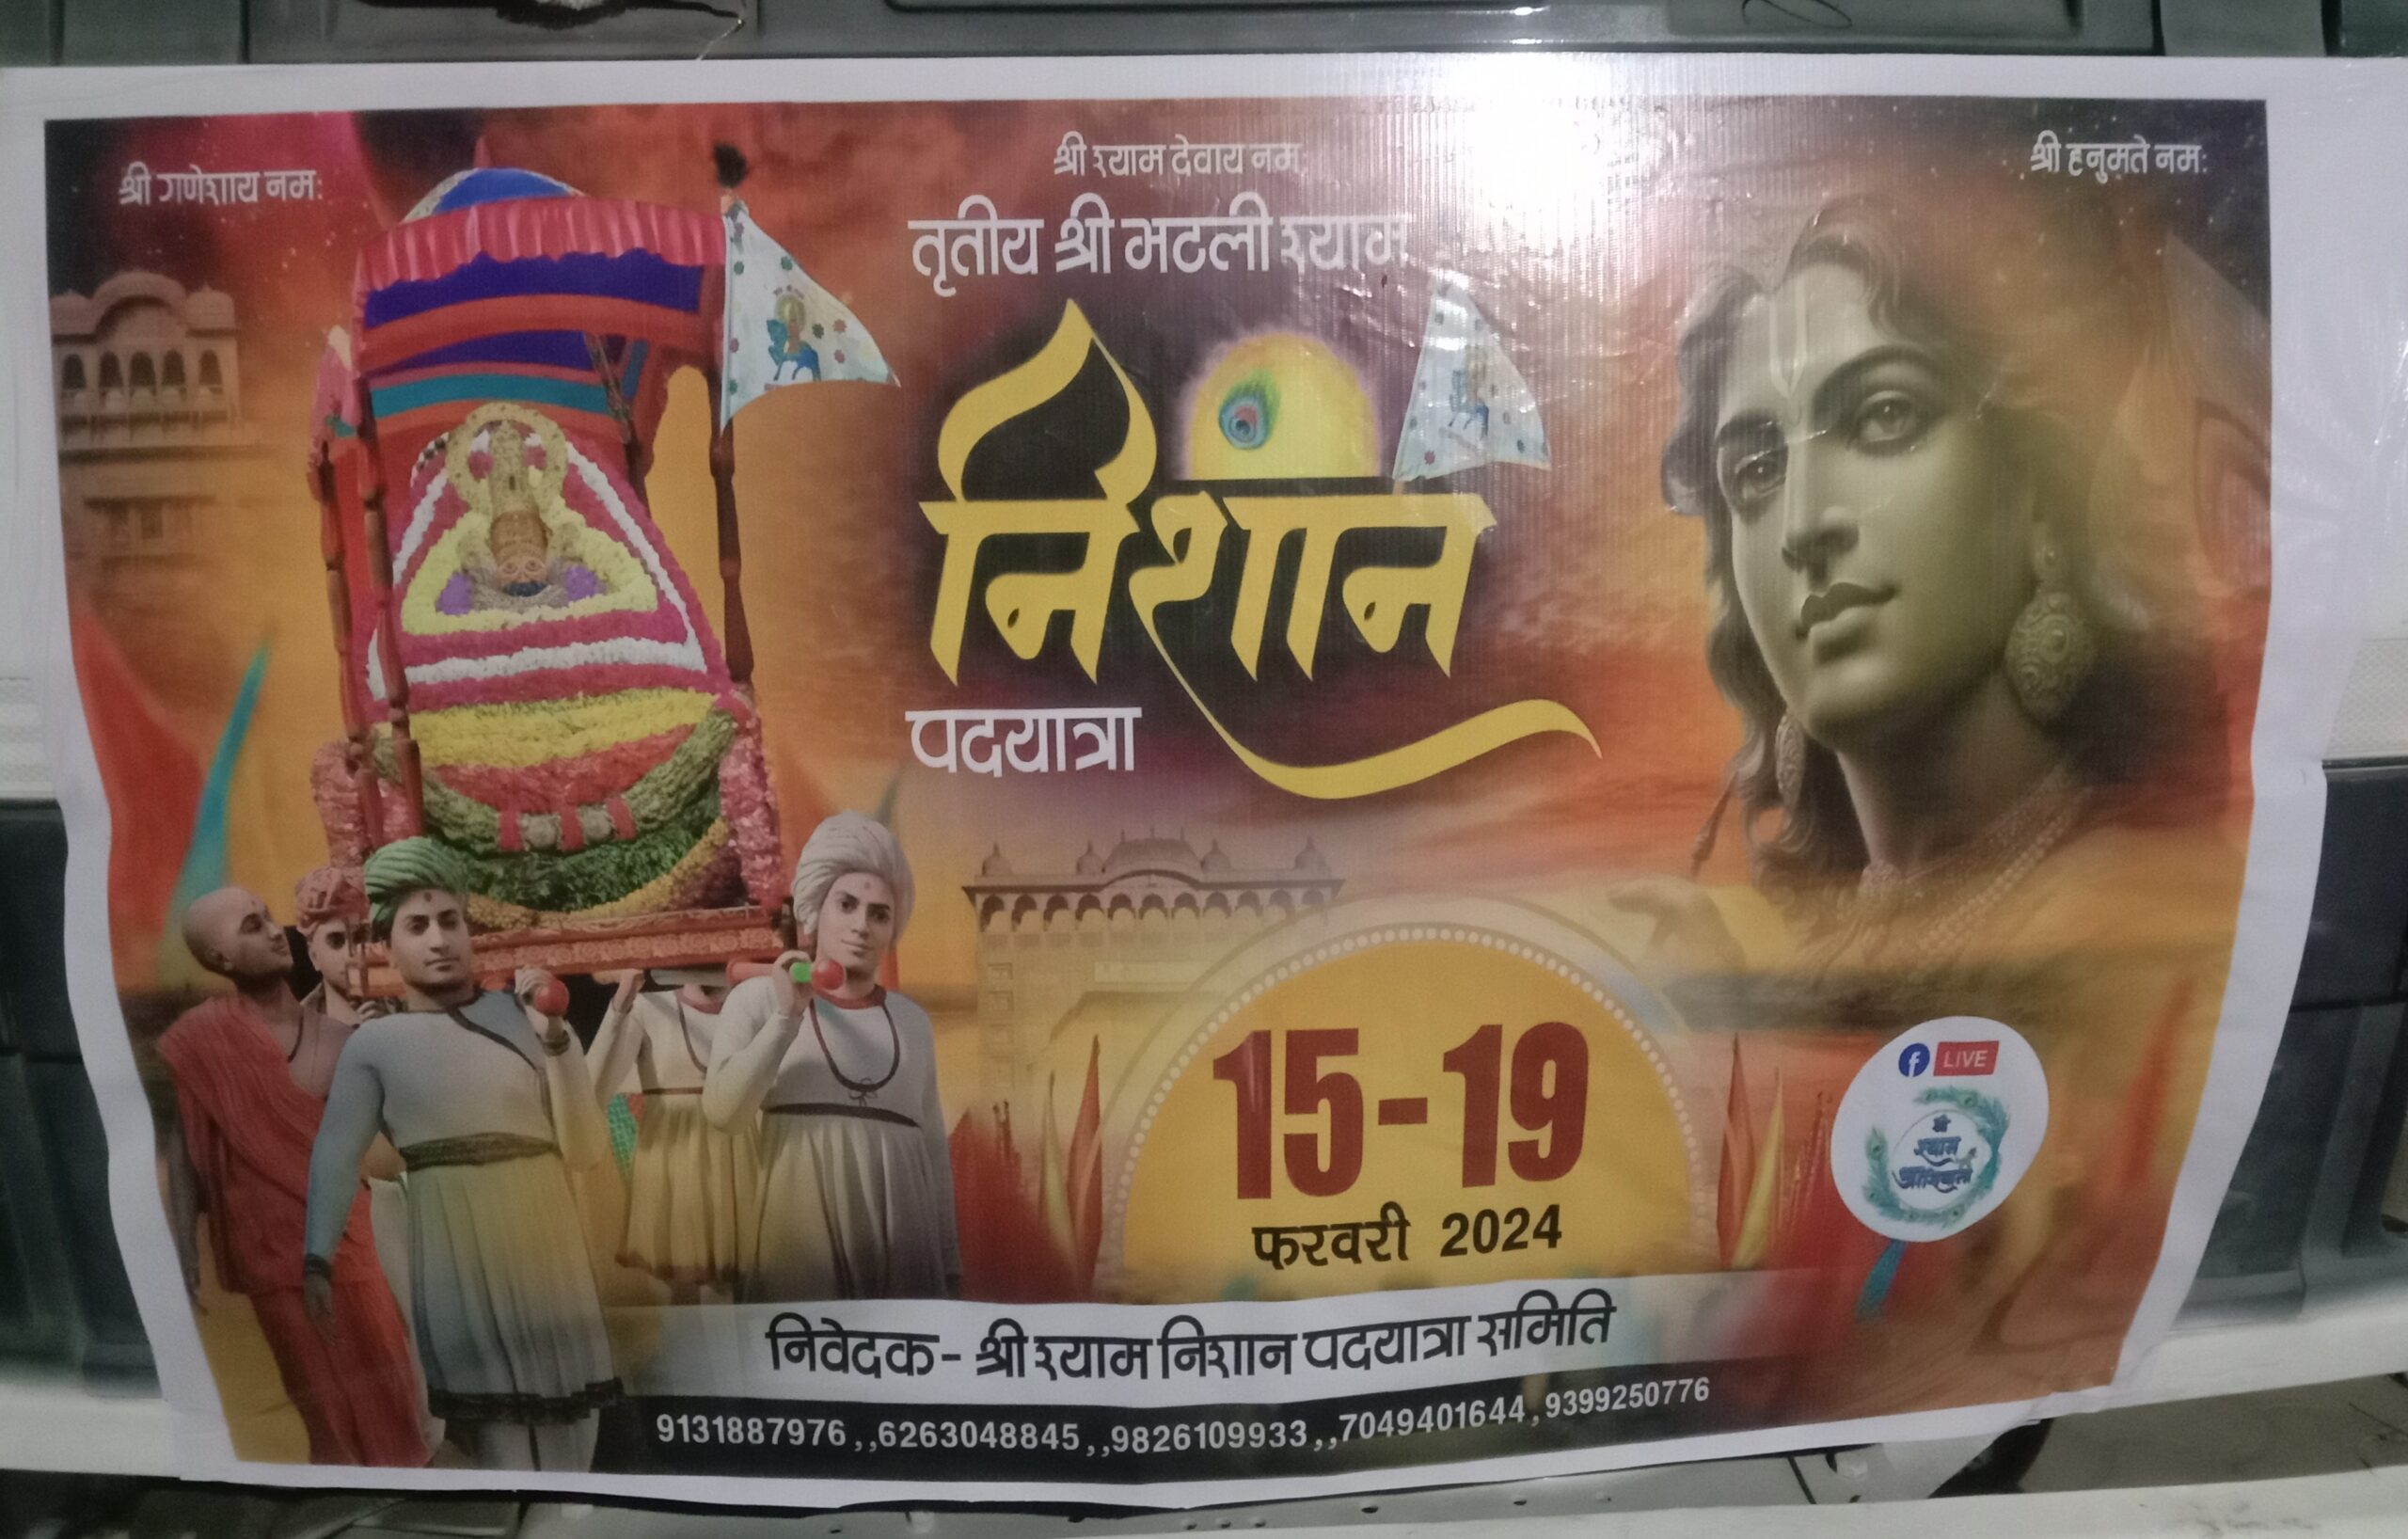 श्री गणेशाय नमः
श्री श्याम देवाय नमः
श्री हनुमते नमः
तृतीय श्री भटली श्याम
निशान
पदयात्रा
15-19
फरवरी 2024
f LIVE
श्री
श्याम
निवेदक- श्री श्याम निशान पदयात्रा समिति
9131887976,,6263048845,,9826109933,,7049401644,9399250776